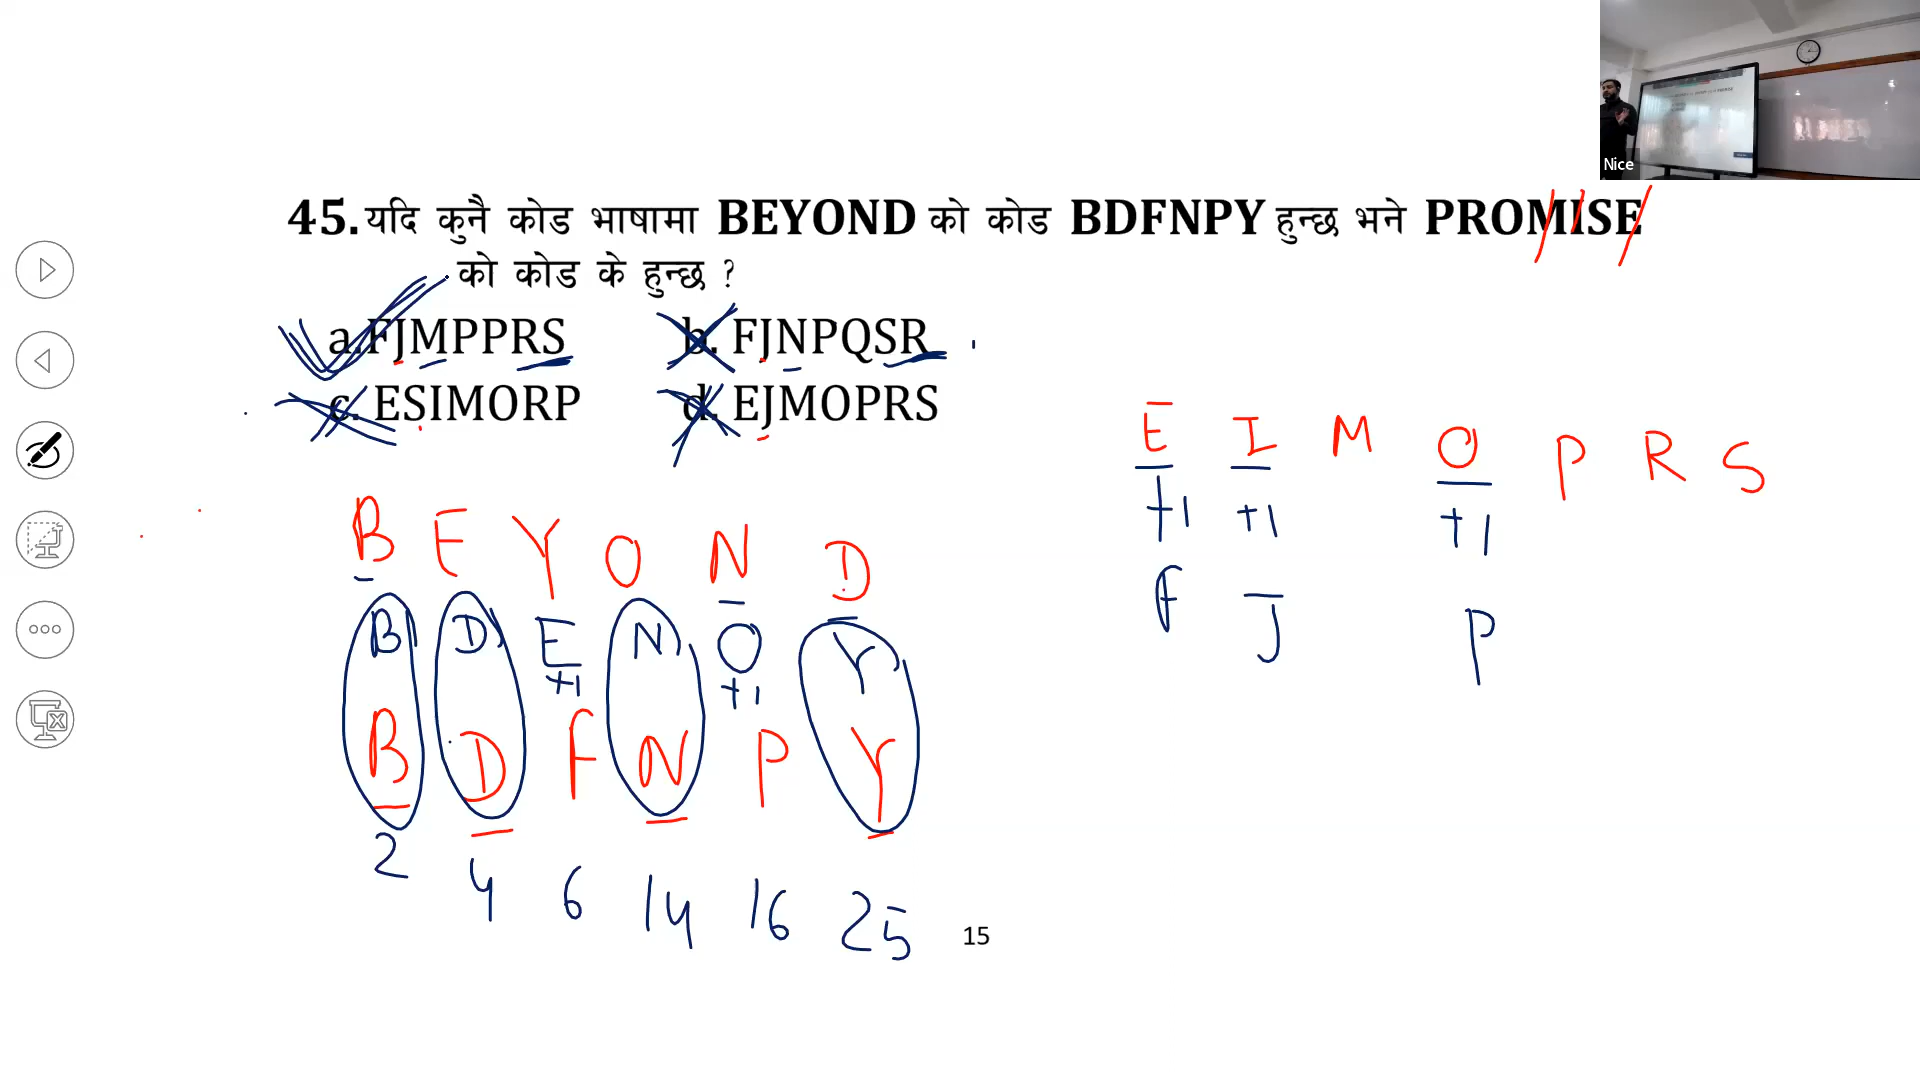 Nice
45. यदि कुनै कोड भाषामा BEYOND को कोड BDFNPY हुन्छ भने PROMISE
को कोड के हुन्छ ?
a. FJMPPRS b. FJNPQSR
c. ESIMORP d. EJMOPRS
E I M O P R S
+1 +1 +1
F J P
B E Y O N D
B D E N O Y
+1 +1
B D F N P Y
2 4 6 14 16 25
15